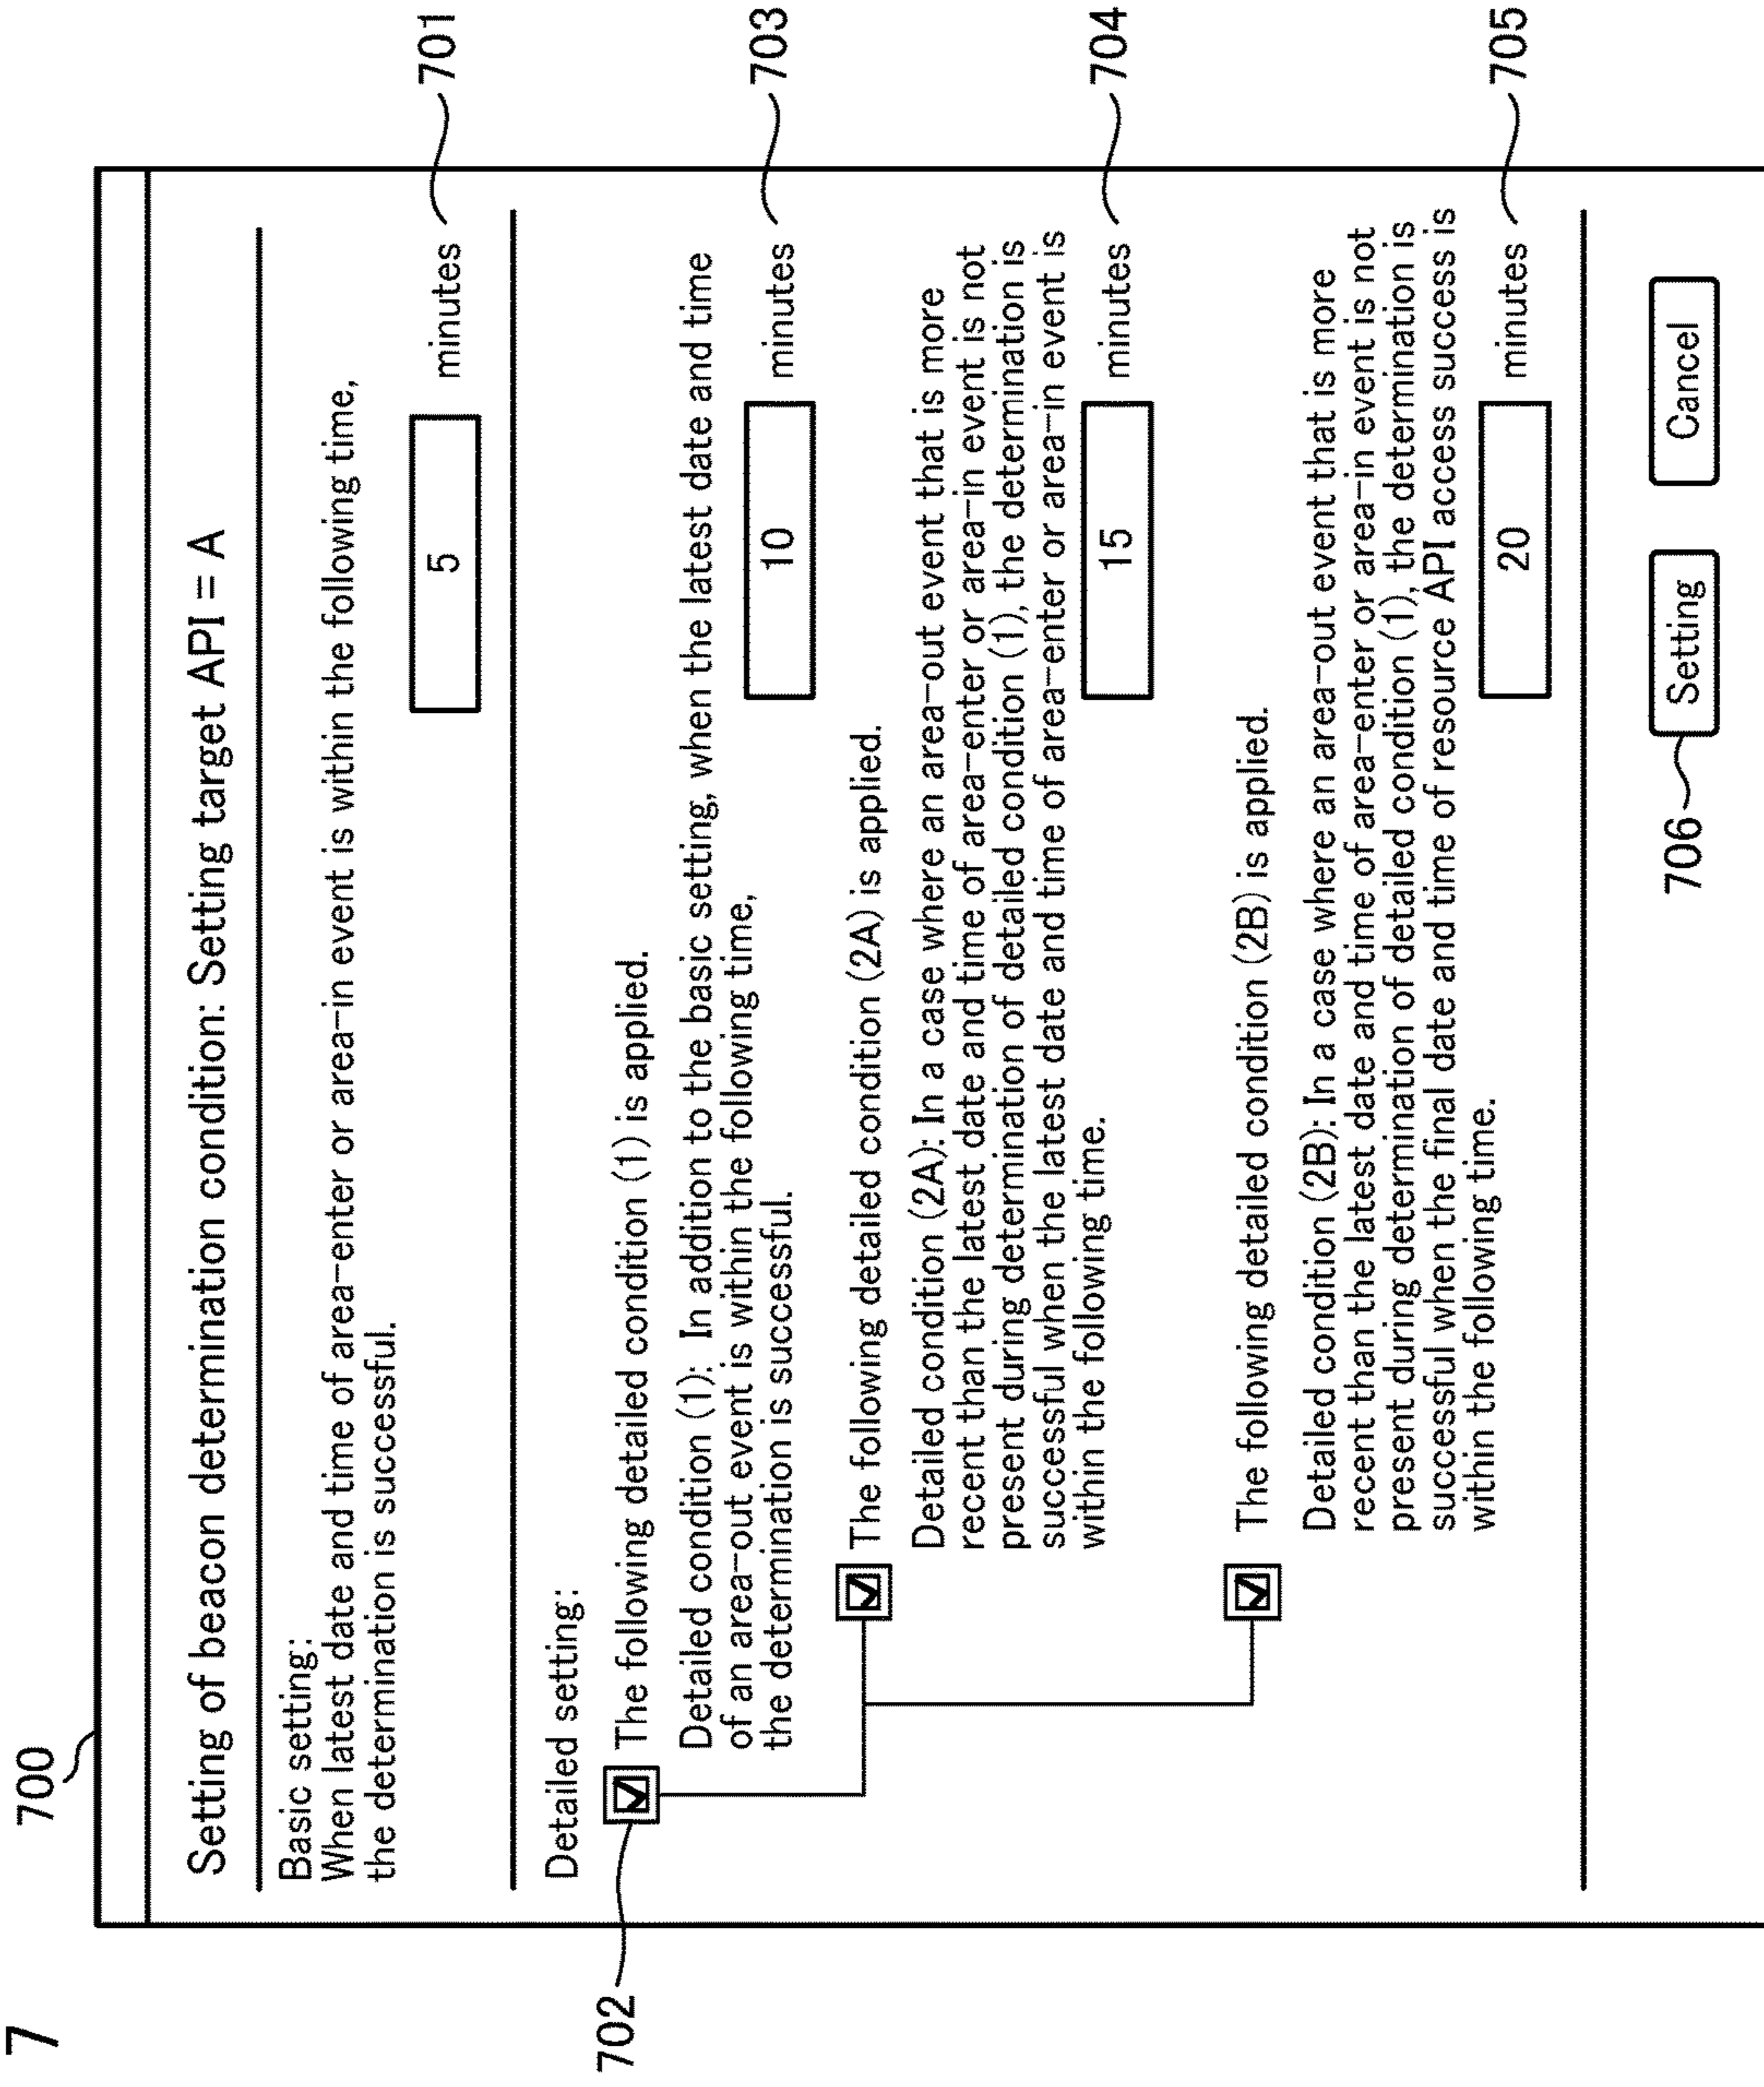 7
700
Setting of beacon determination condition: Setting target API = A
Basic setting:
When latest date and time of area-enter or area-in event is within the following time,
the determination is successful.
5 minutes 701
Detailed setting:
702
The following detailed condition (1) is applied.
Detailed condition (1): In addition to the basic setting, when the latest date and time
of an area-out event is within the following time,
the determination is successful.
10 minutes 703
The following detailed condition (2A) is applied.
Detailed condition (2A): In a case where an area-out event that is more
recent than the latest date and time of area-enter or area-in event is not
present during determination of detailed condition (1), the determination is
successful when the latest date and time of area-enter or area-in event is
within the following time.
15 minutes 704
The following detailed condition (2B) is applied.
Detailed condition (2B): In a case where an area-out event that is more
recent than the latest date and time of area-enter or area-in event is not
present during determination of detailed condition (1), the determination is
successful when the final date and time of resource API access success is
within the following time.
20 minutes 705
706 Setting Cancel